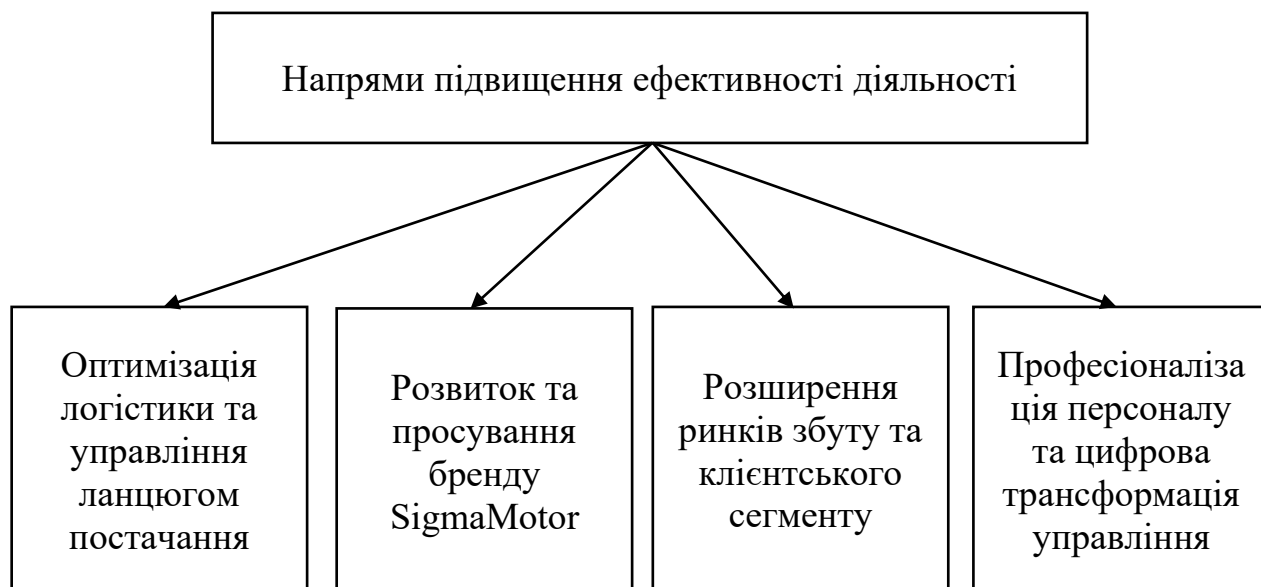 Напрями підвищення ефективності діяльності
Оптимізація
логістики та
управління
ланцюгом
постачання
Розвиток та
просування
бренду
SigmaMotor
Розширення
ринків збуту та
клієнтського
сегменту
Професіоналіза
ція персоналу
та цифрова
трансформація
управління